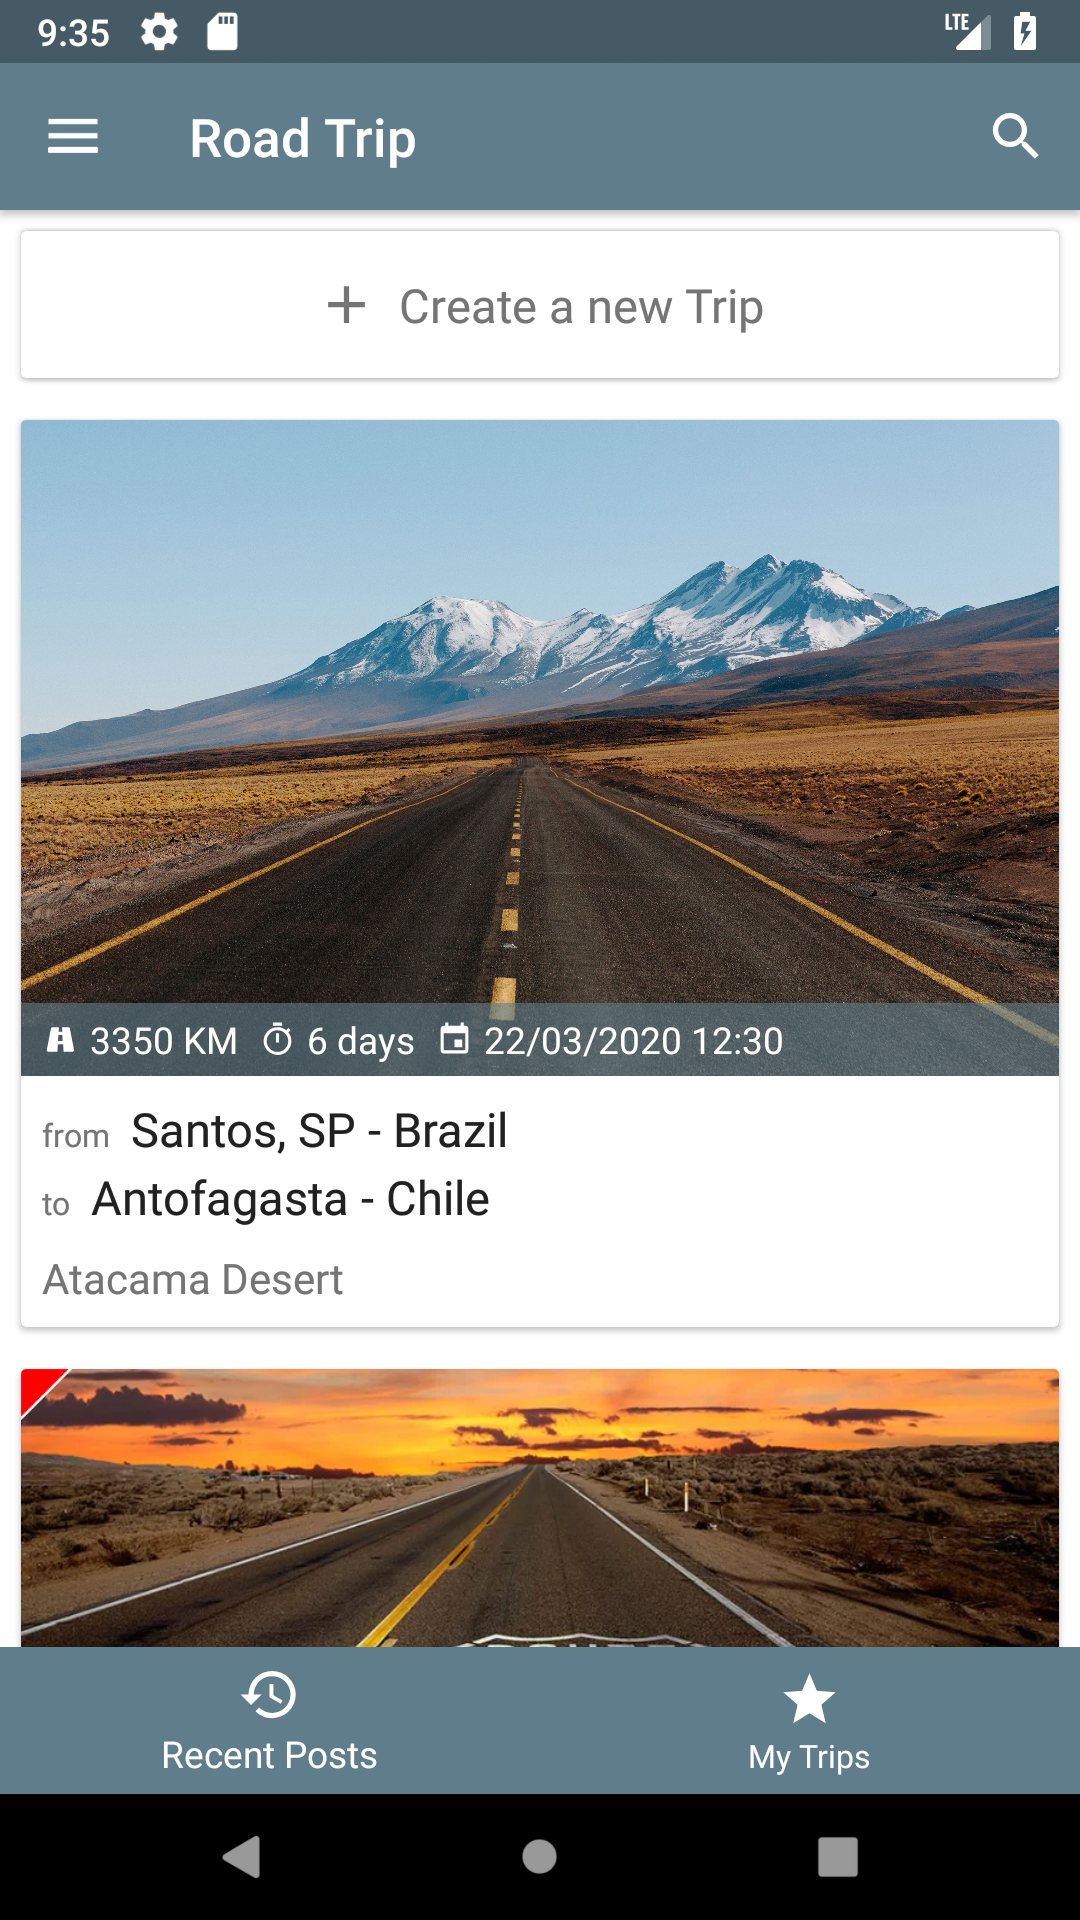 9:35
LTE
Road Trip
Create a new Trip
3350 KM 6 days 22/03/2020 12:30
from Santos, SP - Brazil
to Antofagasta - Chile
Atacama Desert
Recent Posts
My Trips